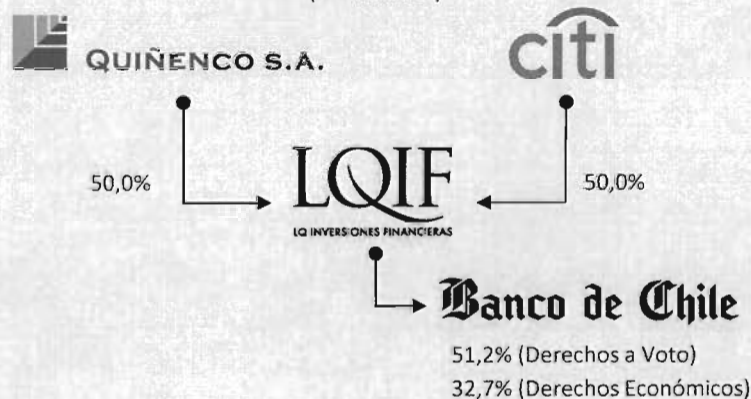 QUIÑENCO S.A.
citi
50,0%
50,0%
LQIF
LQ INVERSIONES FINANCIERAS
Banco de Chile
51,2% (Derechos a Voto)
32,7% (Derechos Económicos)